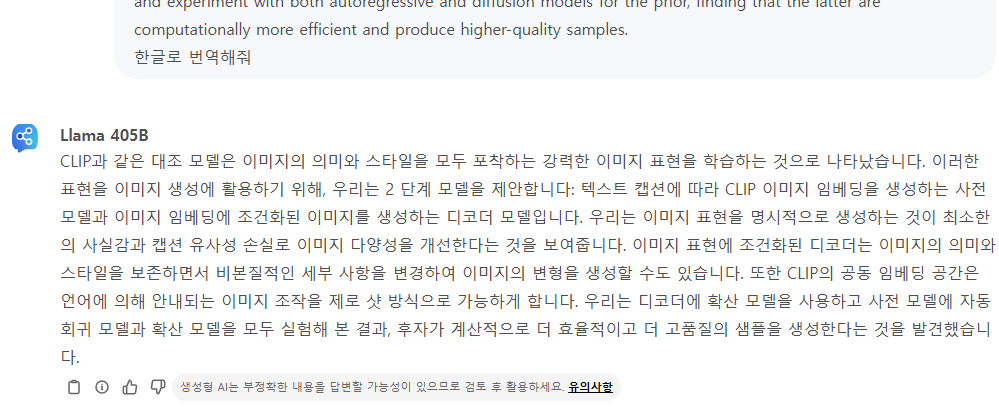 and experiment with both autoregressive and diffusion models for the prior, finding that the latter are
computationally more efficient and produce higher-quality samples.
한글로 번역해줘
Llama 405B
CLIP과 같은 대조 모델은 이미지의 의미와 스타일을 모두 포착하는 강력한 이미지 표현을 학습하는 것으로 나타났습니다. 이러한
표현을 이미지 생성에 활용하기 위해, 우리는 2 단계 모델을 제안합니다: 텍스트 캡션에 따라 CLIP 이미지 임베딩을 생성하는 사전
모델과 이미지 임베딩에 조건화된 이미지를 생성하는 디코더 모델입니다. 우리는 이미지 표현을 명시적으로 생성하는 것이 최소한
의 사실감과 캡션 유사성 손실로 이미지 다양성을 개선한다는 것을 보여줍니다. 이미지 표현에 조건화된 디코더는 이미지의 의미와
스타일을 보존하면서 비본질적인 세부 사항을 변경하여 이미지의 변형을 생성할 수도 있습니다. 또한 CLIP의 공동 임베딩 공간은
언어에 의해 안내되는 이미지 조작을 제로 샷 방식으로 가능하게 합니다. 우리는 디코더에 확산 모델을 사용하고 사전 모델에 자동
회귀 모델과 확산 모델을 모두 실험해 본 결과, 후자가 계산적으로 더 효율적이고 더 고품질의 샘플을 생성한다는 것을 발견했습니
다.
생성형 AI는 부정확한 내용을 답변할 가능성이 있으므로 검토 후 활용하세요. 유의사항